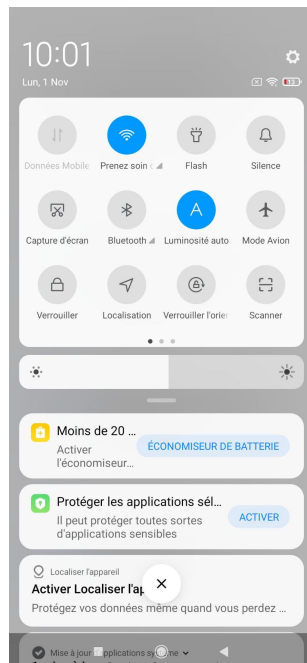 10:01
Lun, 1 Nov
Données Mobile
Prenez soin d
Flash
Silence
Capture d'écran
Bluetooth
Luminosité auto
Mode Avion
Verrouiller
Localisation
Verrouiller l'orie
Scanner
Moins de 20 ...
Activer
l'économiseur...
ÉCONOMISEUR DE BATTERIE
Protéger les applications sél...
Il peut protéger toutes sortes
d'applications sensibles
ACTIVER
Localiser l'appareil
Activer Localiser l'ap
Protégez vos données même quand vous perdez ...
Mise à jour applications